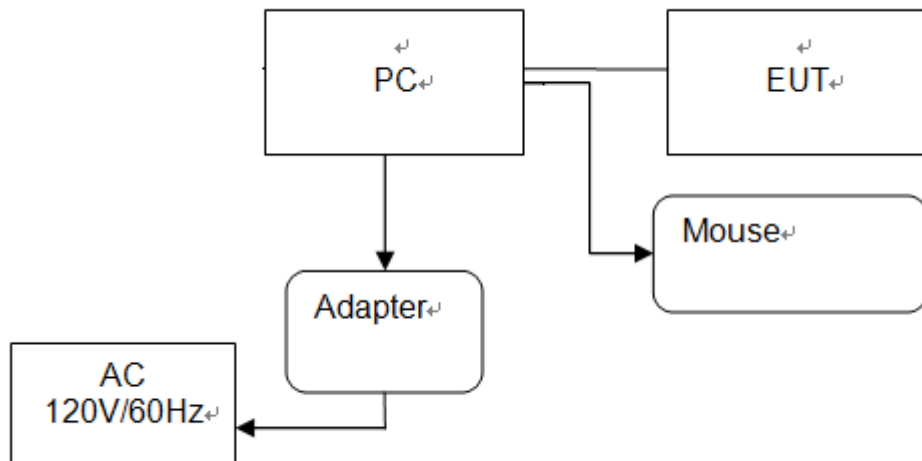 PC
EUT
Mouse
Adapter
AC
120V/60Hz